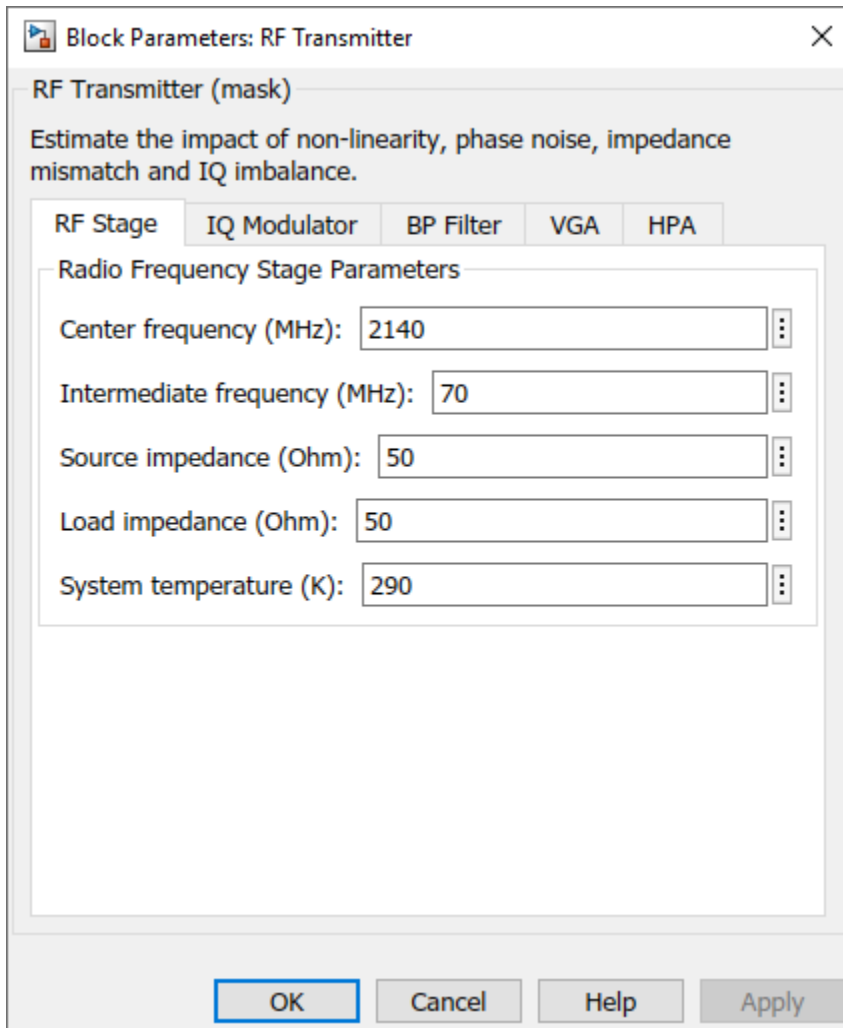 Block Parameters: RF Transmitter
RF Transmitter (mask)
Estimate the impact of non-linearity, phase noise, impedance
mismatch and IQ imbalance.
RF Stage IQ Modulator BP Filter VGA HPA
Radio Frequency Stage Parameters
Center frequency (MHz): 2140
Intermediate frequency (MHz): 70
Source impedance (Ohm): 50
Load impedance (Ohm): 50
System temperature (K): 290
OK Cancel Help Apply